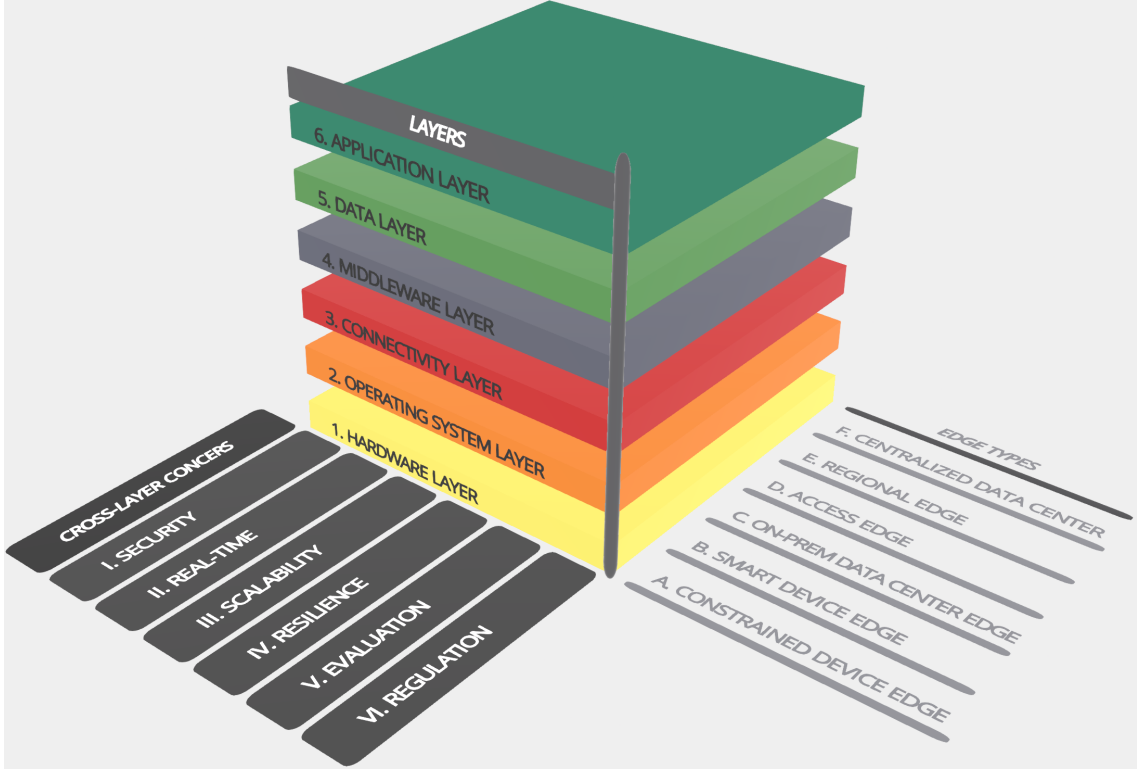 LAYERS
6. APPLICATION LAYER
5. DATA LAYER
4. MIDDLEWARE LAYER
3. CONNECTIVITY LAYER
2. OPERATING SYSTEM LAYER
1. HARDWARE LAYER
CROSS-LAYER CONCERS
I. SECURITY
II. REAL-TIME
III. SCALABILITY
IV. RESILIENCE
V. EVALUATION
VI. REGULATION
EDGE TYPES
F. CENTRALIZED DATA CENTER
E. REGIONAL EDGE
D. ACCESS EDGE
C ON-PREM DATA CENTER EDGE
B. SMART DEVICE EDGE
A. CONSTRAINED DEVICE EDGE